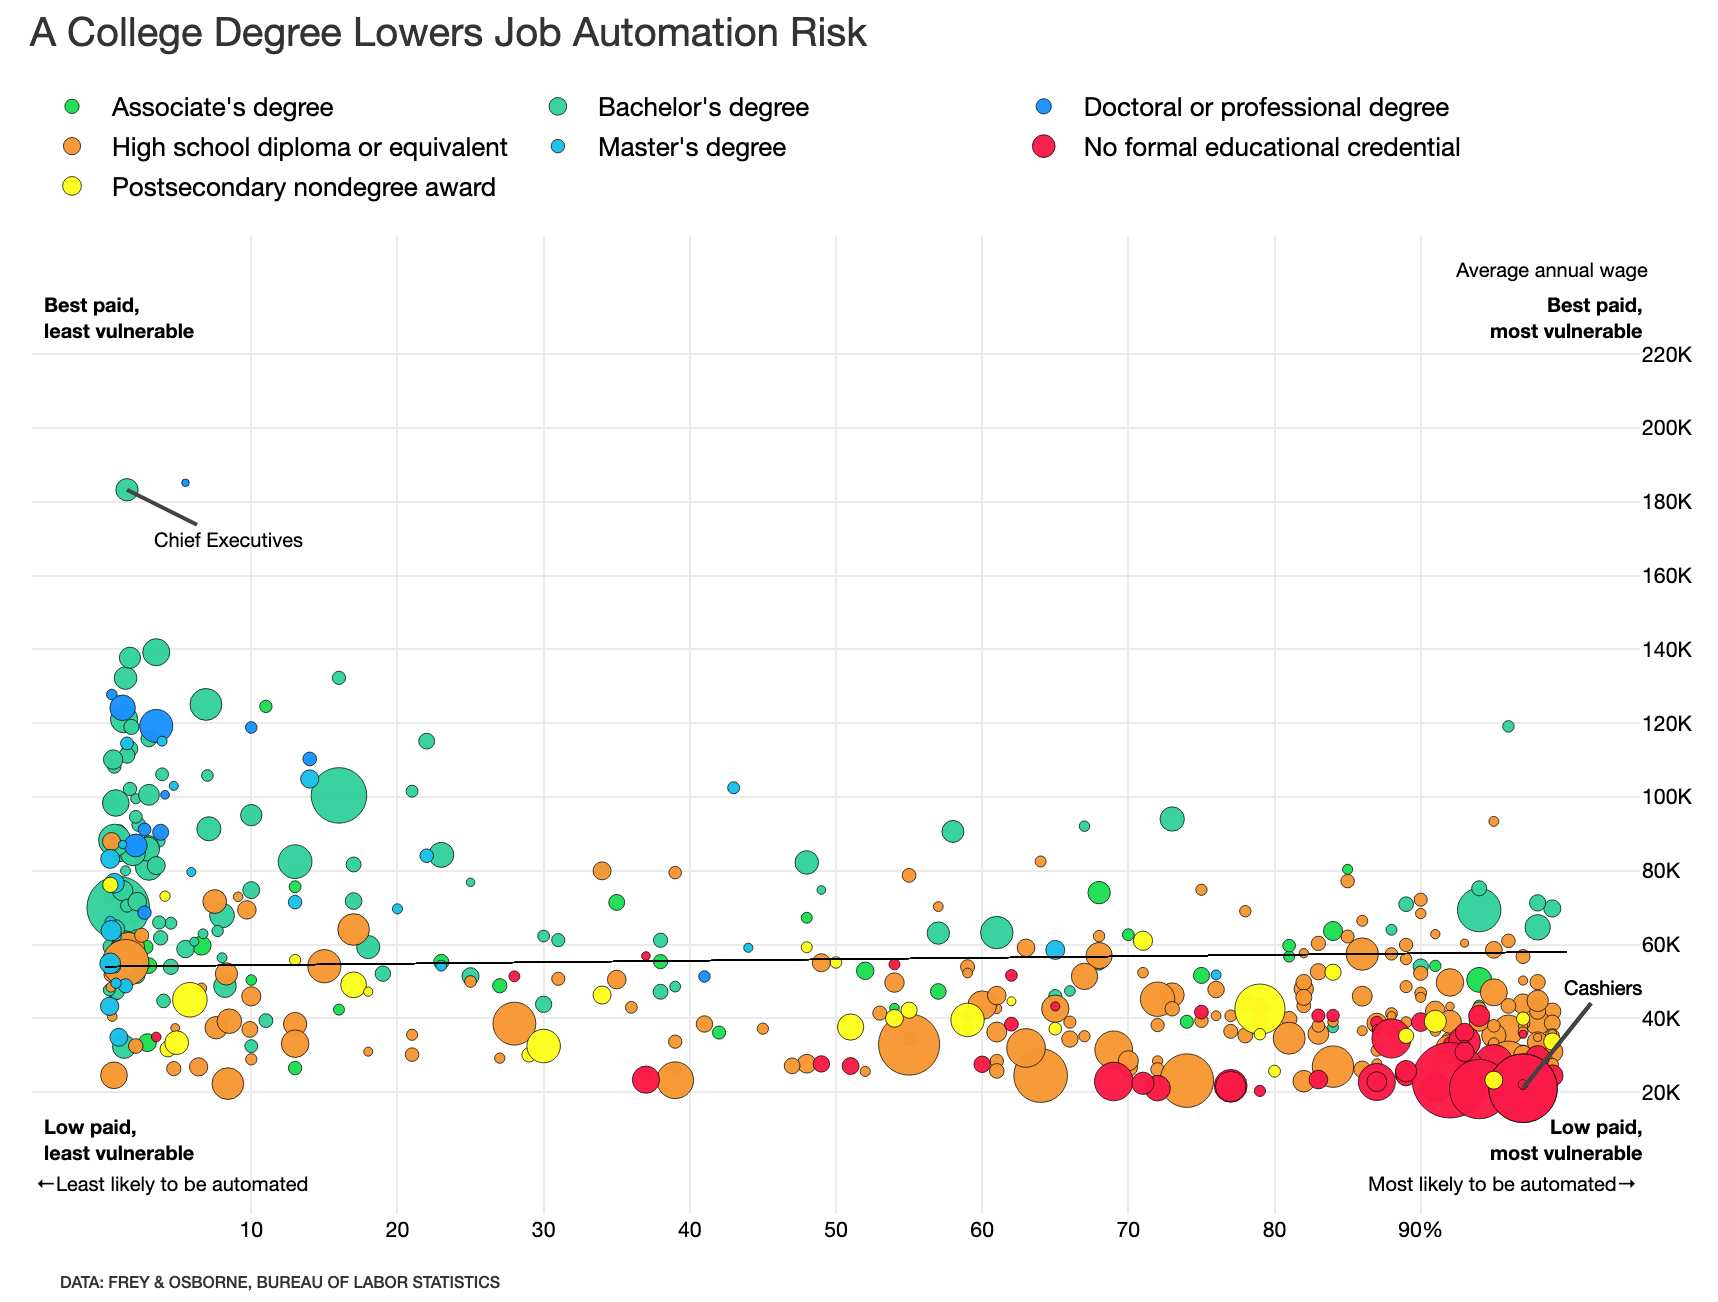 A College Degree Lowers Job Automation Risk
Associate's degree
Bachelor's degree
Doctoral or professional degree
High school diploma or equivalent
Master's degree
No formal educational credential
Postsecondary nondegree award
Average annual wage
Best paid,
least vulnerable
Best paid,
most vulnerable
220K
200K
180K
Chief Executives
160K
140K
120K
100K
80K
60K
Cashiers
40K
20K
Low paid,
least vulnerable
Low paid,
most vulnerable
←Least likely to be automated
Most likely to be automated→
10 20 30 40 50 60 70 80 90%
DATA: FREY & OSBORNE, BUREAU OF LABOR STATISTICS